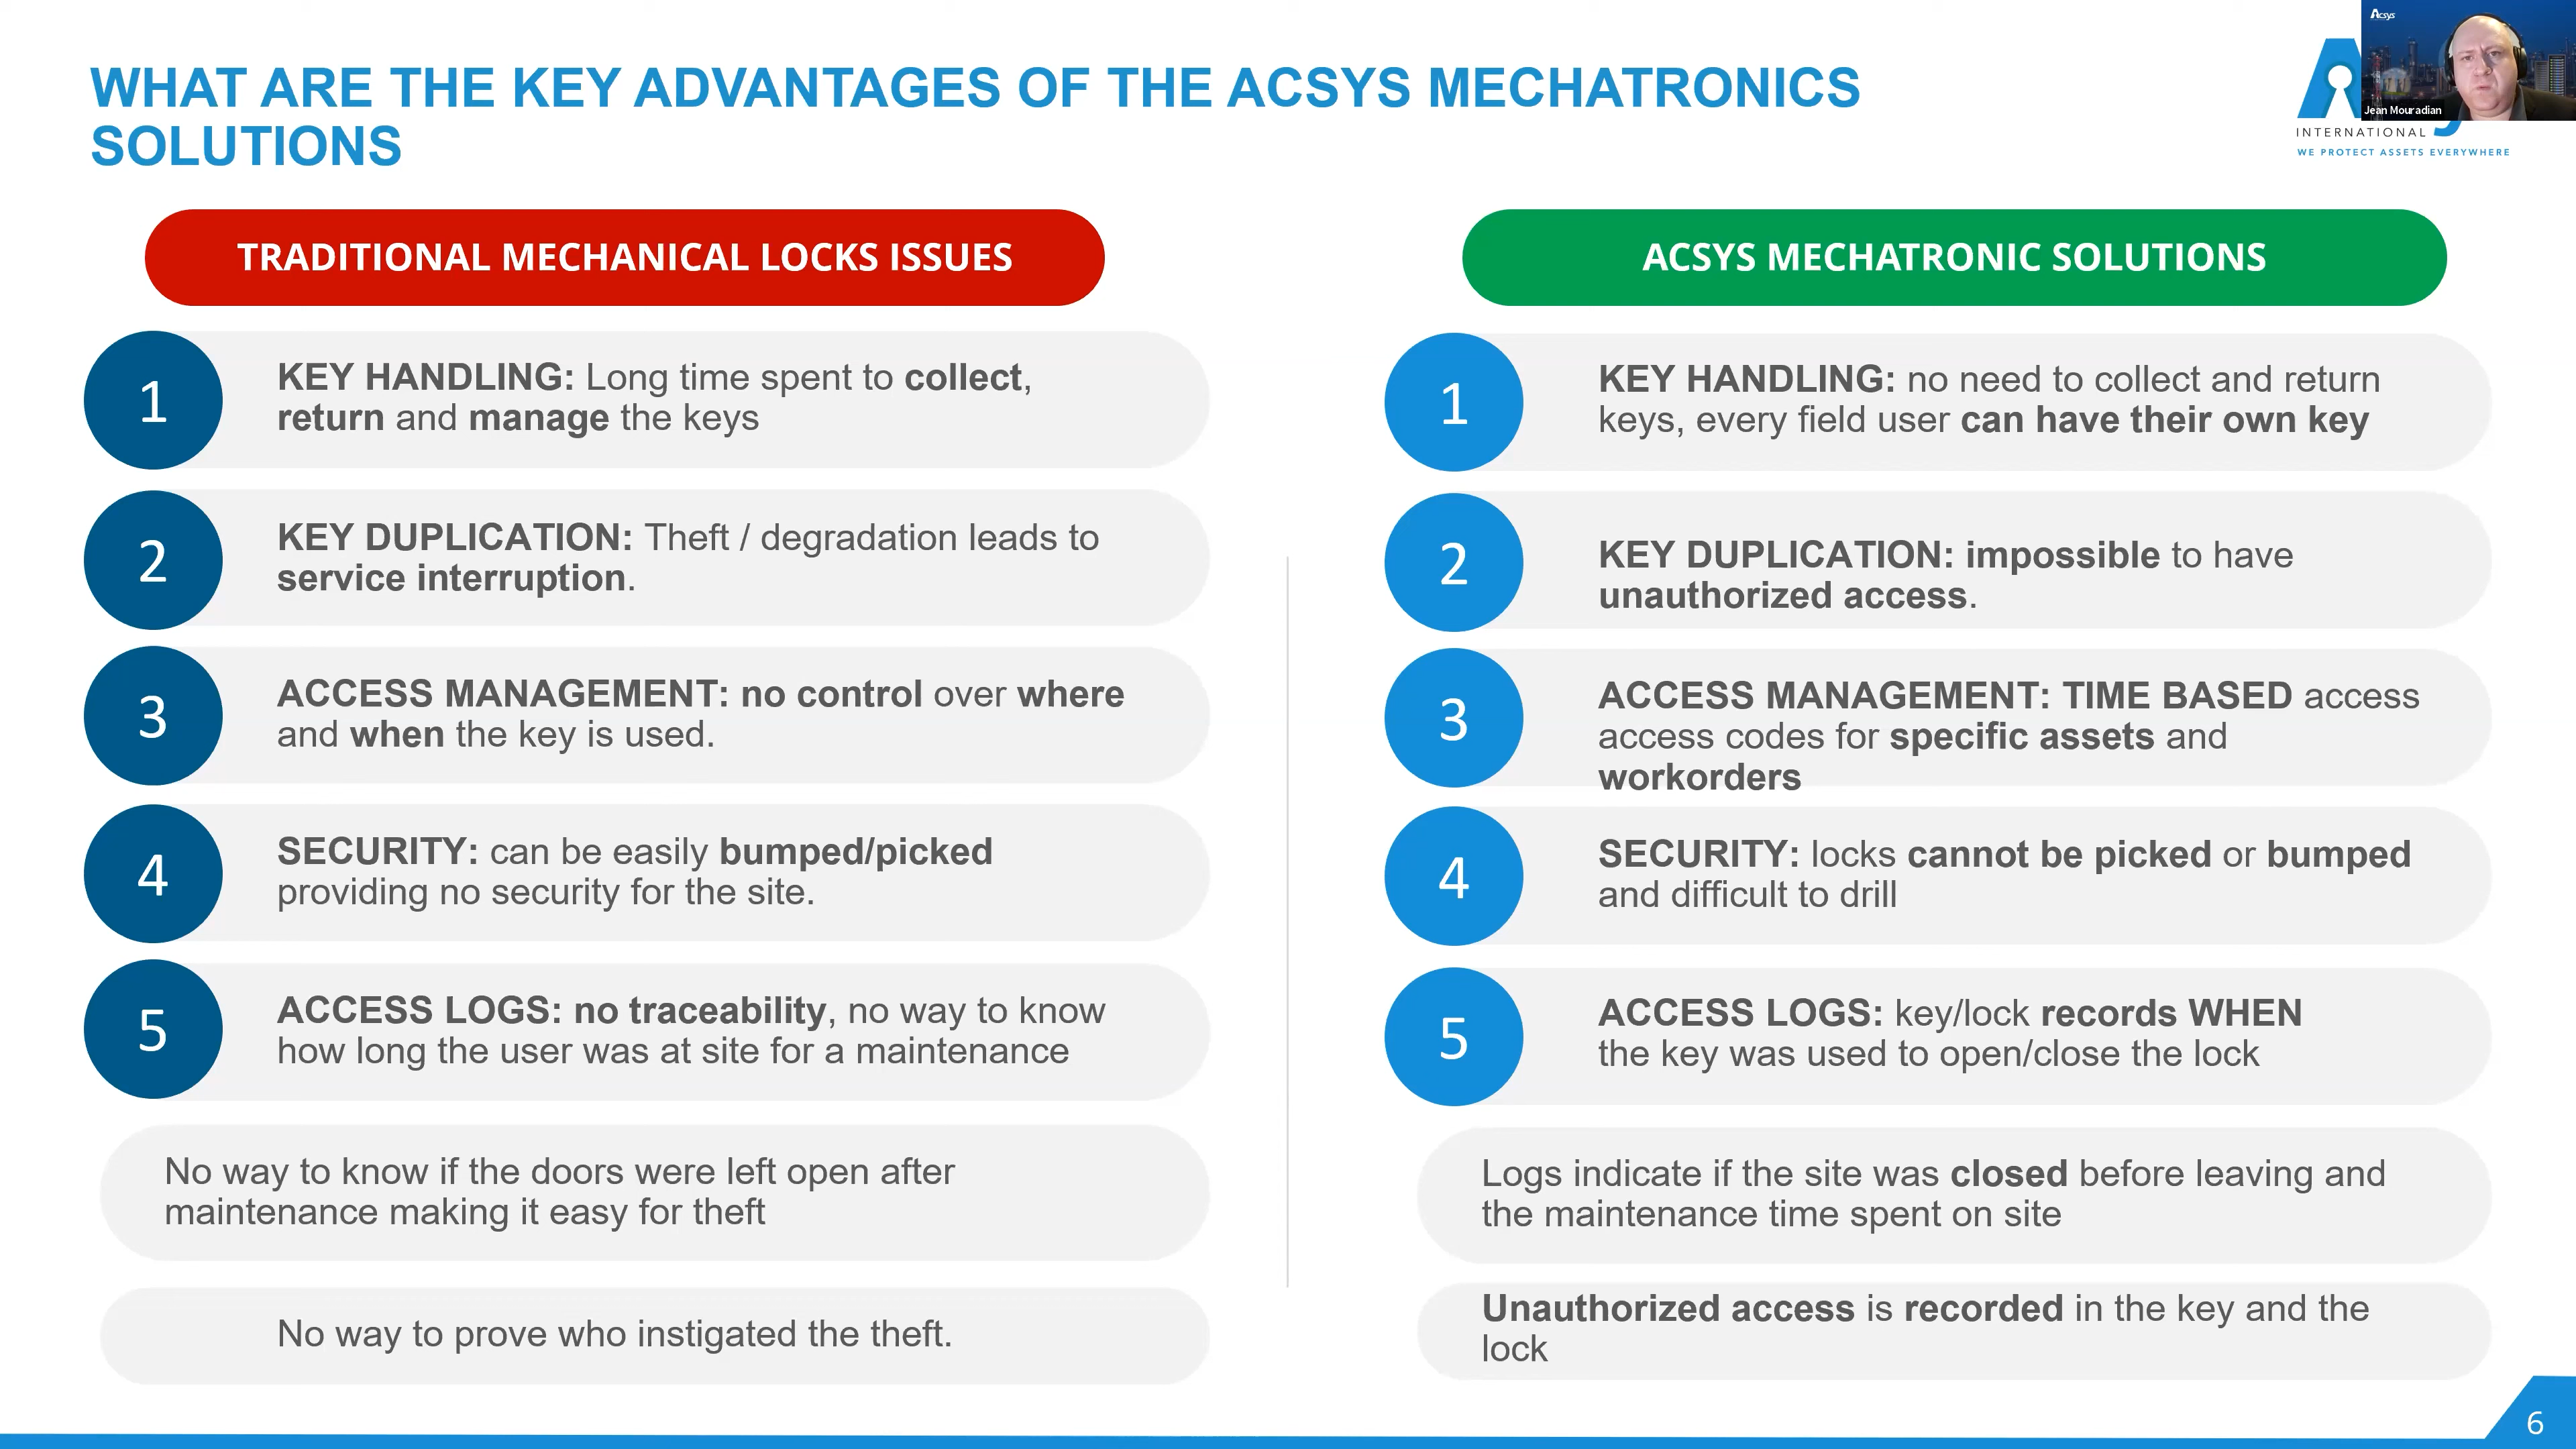 WHAT ARE THE KEY ADVANTAGES OF THE ACSYS MECHATRONICS
SOLUTIONS
Acsys
Jean Mouradian
INTERNATIONAL
WE PROTECT ASSETS EVERYWHERE
TRADITIONAL MECHANICAL LOCKS ISSUES
1
KEY HANDLING: Long time spent to collect,
return and manage the keys
2
KEY DUPLICATION: Theft / degradation leads to
service interruption.
3
ACCESS MANAGEMENT: no control over where
and when the key is used.
4
SECURITY: can be easily bumped/picked
providing no security for the site.
5
ACCESS LOGS: no traceability, no way to know
how long the user was at site for a maintenance
No way to know if the doors were left open after
maintenance making it easy for theft
No way to prove who instigated the theft.
ACSYS MECHATRONIC SOLUTIONS
1
KEY HANDLING: no need to collect and return
keys, every field user can have their own key
2
KEY DUPLICATION: impossible to have
unauthorized access.
3
ACCESS MANAGEMENT: TIME BASED access
access codes for specific assets and
workorders
4
SECURITY: locks cannot be picked or bumped
and difficult to drill
5
ACCESS LOGS: key/lock records WHEN
the key was used to open/close the lock
Logs indicate if the site was closed before leaving and
the maintenance time spent on site
Unauthorized access is recorded in the key and the
lock
6